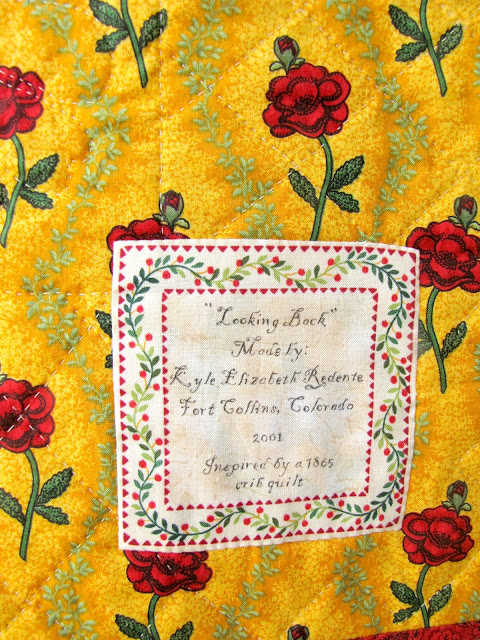 "Looking Back"
Made by:
Kyle Elizabeth Redente
Fort Collins, Colorado
2001
Inspired by a 1865
crib quilt